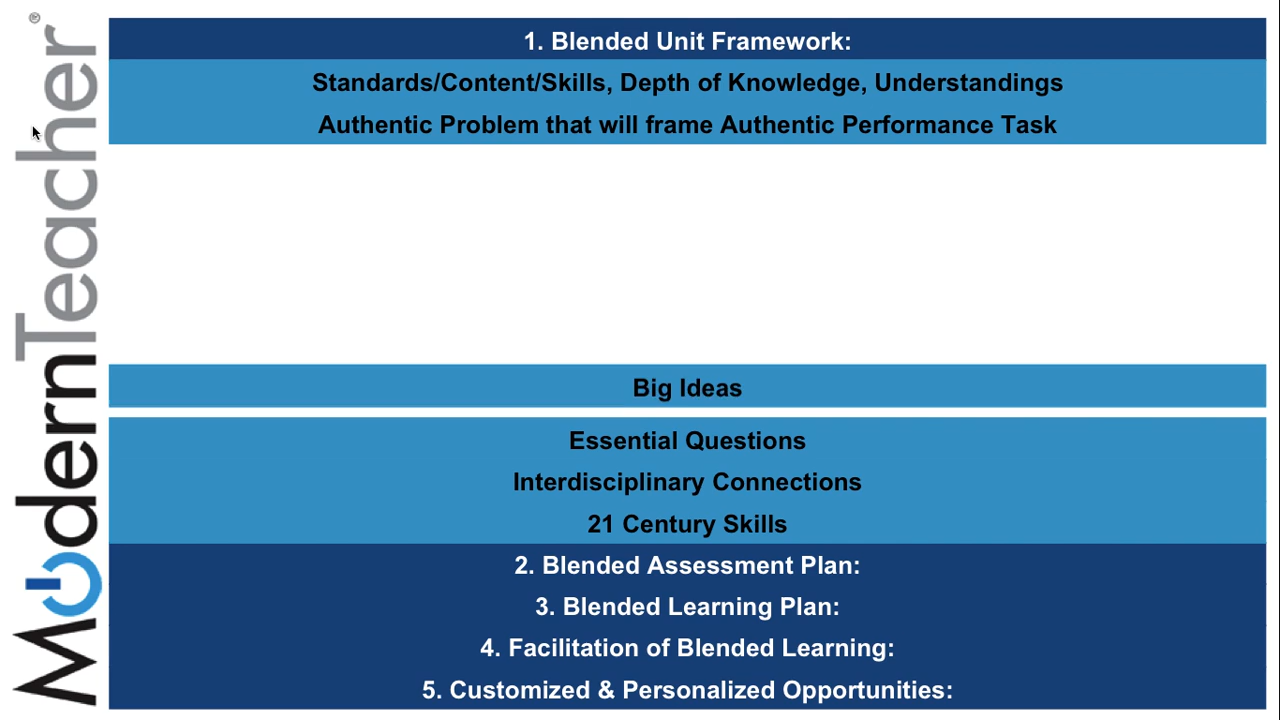 ModernTeacher®
1. Blended Unit Framework:
Standards/Content/Skills, Depth of Knowledge, Understandings
Authentic Problem that will frame Authentic Performance Task
Big Ideas
Essential Questions
Interdisciplinary Connections
21 Century Skills
2. Blended Assessment Plan:
3. Blended Learning Plan:
4. Facilitation of Blended Learning:
5. Customized & Personalized Opportunities: